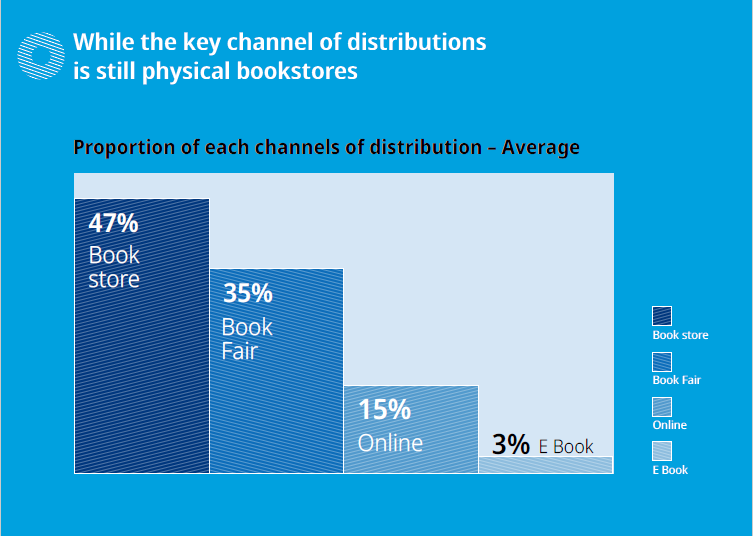 While the key channel of distributions
is still physical bookstores
Proportion of each channels of distribution – Average
47%
Book
store
35%
Book
Fair
15%
Online
3% E Book
Book store
Book Fair
Online
E Book